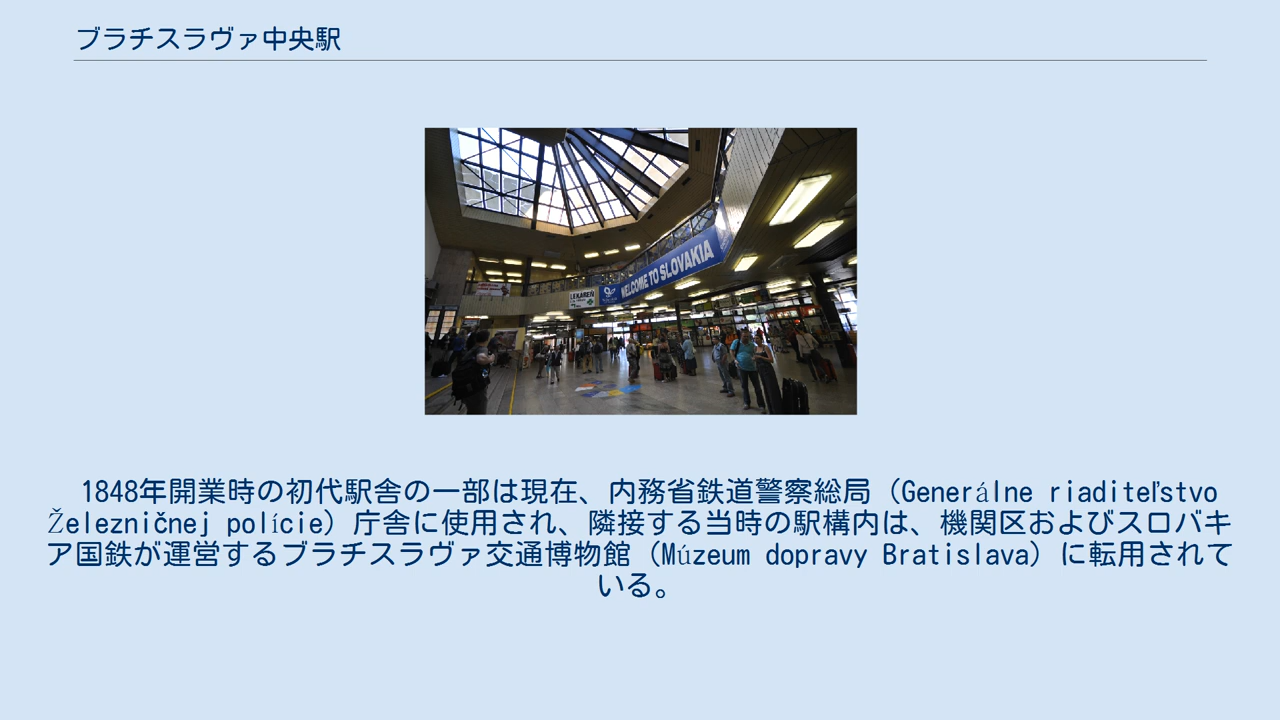 ブラチスラヴァ中央駅
LEKÁREŇ
WELCOME TO SLOVAKIA
1848年開業時の初代駅舎の一部は現在、内務省鉄道警察総局（Generálne riaditeľstvo
Železničnej polície）庁舎に使用され、隣接する当時の駅構内は、機関区およびスロバキ
ア国鉄が運営するブラチスラヴァ交通博物館（Múzeum dopravy Bratislava）に転用されて
いる。